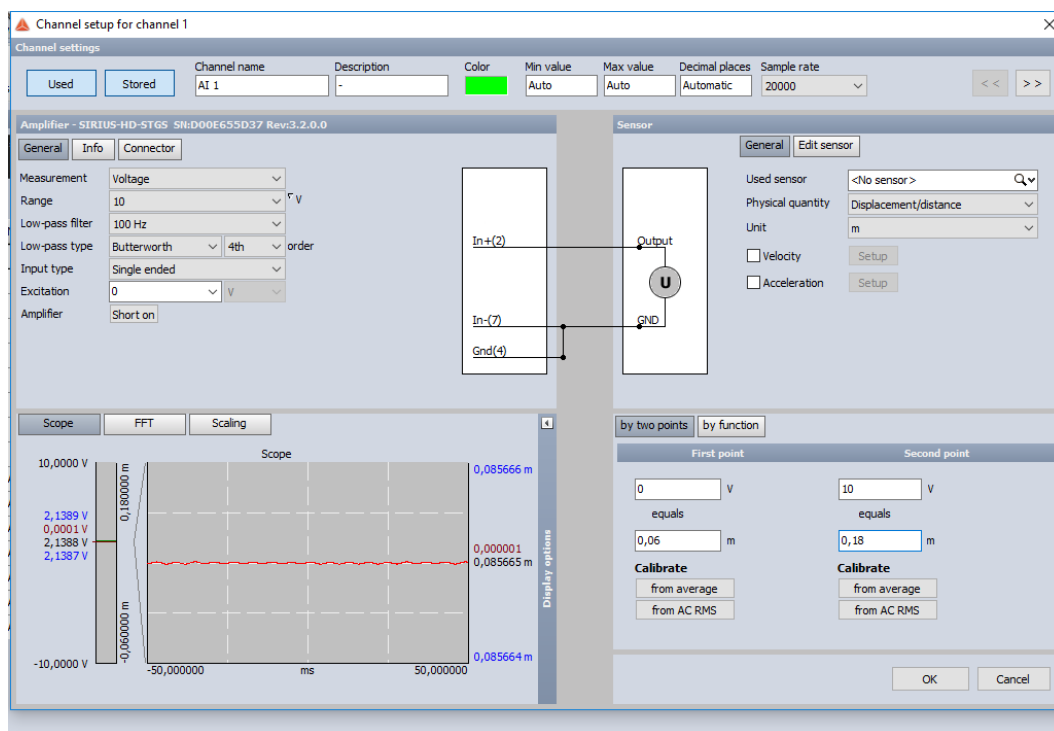 Channel setup for channel 1
Channel settings
Used
Stored
Channel name
AI 1
Description
-
Color
Min value
Auto
Max value
Auto
Decimal places
Automatic
Sample rate
20000
<<
>>
Amplifier - SIRIUS-HD-STGS SN:D00E655D37 Rev:3.2.0.0
General
Info
Connector
Measurement
Voltage
Range
10
V
Low-pass filter
100 Hz
Low-pass type
Butterworth
4th
order
Input type
Single ended
Excitation
0
V
Amplifier
Short on
In+(2)
In-(7)
Gnd(4)
Sensor
Output
U
GND
General
Edit sensor
Used sensor
<No sensor>
Physical quantity
Displacement/distance
Unit
m
Velocity
Setup
Acceleration
Setup
Scope
FFT
Scaling
Scope
10,0000 V
2,1389 V
0,0001 V
2,1388 V
2,1387 V
-10,0000 V
0,180000 m
-0,060000 m
0,085666 m
0,000001
0,085665 m
0,085664 m
-50,000000
ms
50,000000
Display options
by two points
by function
First point
Second point
0 V
10 V
equals
equals
0,06 m
0,18 m
Calibrate
Calibrate
from average
from average
from AC RMS
from AC RMS
OK
Cancel